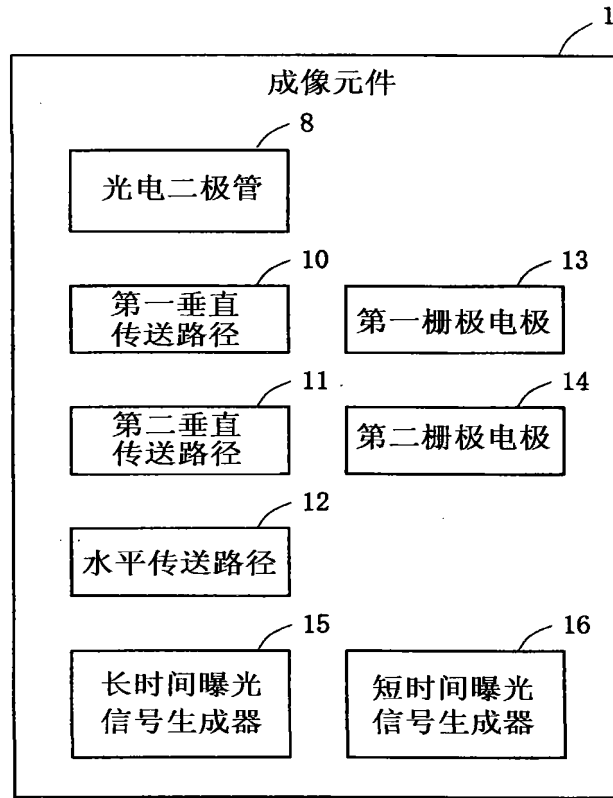 1
成像元件
8
光电二极管
10
13
第一垂直
传送路径
第一栅极电极
11
14
第二垂直
传送路径
第二栅极电极
12
水平传送路径
15
16
长时间曝光
信号生成器
短时间曝光
信号生成器